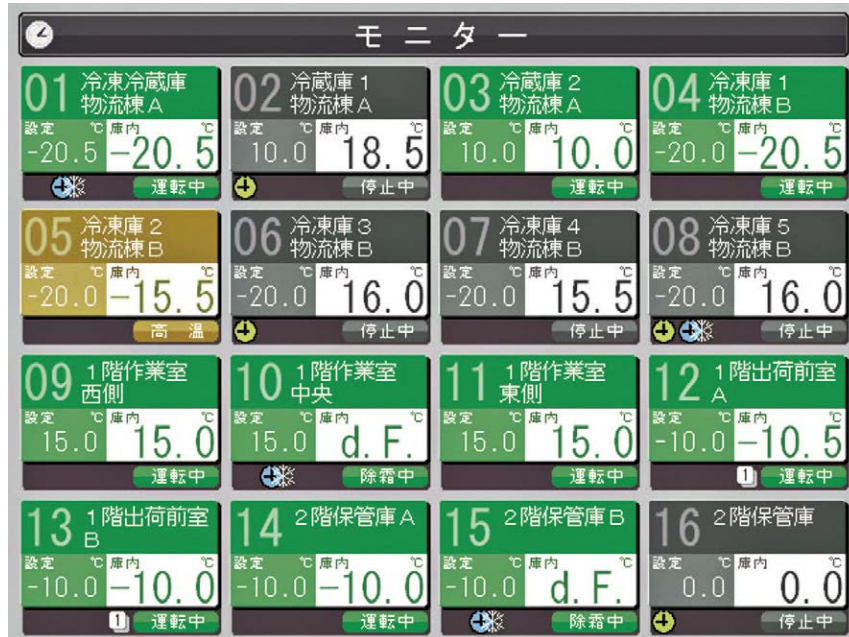 モニター
01 冷凍冷蔵庫
物流棟A
設定 ℃ 庫内 ℃
-20.5 -20.5
運転中
02 冷蔵庫1
物流棟A
設定 ℃ 庫内 ℃
10.0 18.5
停止中
03 冷蔵庫2
物流棟A
設定 ℃ 庫内 ℃
10.0 10.0
運転中
04 冷凍庫1
物流棟B
設定 ℃ 庫内 ℃
-20.0 -20.5
運転中
05 冷凍庫2
物流棟B
設定 ℃ 庫内 ℃
-20.0 -15.5
高 温
06 冷凍庫3
物流棟B
設定 ℃ 庫内 ℃
-20.0 16.0
停止中
07 冷凍庫4
物流棟B
設定 ℃ 庫内 ℃
-20.0 15.5
停止中
08 冷凍庫5
物流棟B
設定 ℃ 庫内 ℃
-20.0 16.0
停止中
09 1階作業室
西側
設定 ℃ 庫内 ℃
15.0 15.0
運転中
10 1階作業室
中央
設定 ℃ 庫内 ℃
15.0 d.F.
除霜中
11 1階作業室
東側
設定 ℃ 庫内 ℃
15.0 15.0
運転中
12 1階出荷前室
A
設定 ℃ 庫内 ℃
-10.0 -10.5
1 運転中
13 1階出荷前室
B
設定 ℃ 庫内 ℃
-10.0 -10.0
1 運転中
14 2階保管庫A
設定 ℃ 庫内 ℃
-10.0 -10.0
運転中
15 2階保管庫B
設定 ℃ 庫内 ℃
-10.0 d.F.
除霜中
16 2階保管庫
設定 ℃ 庫内 ℃
0.0 0.0
停止中